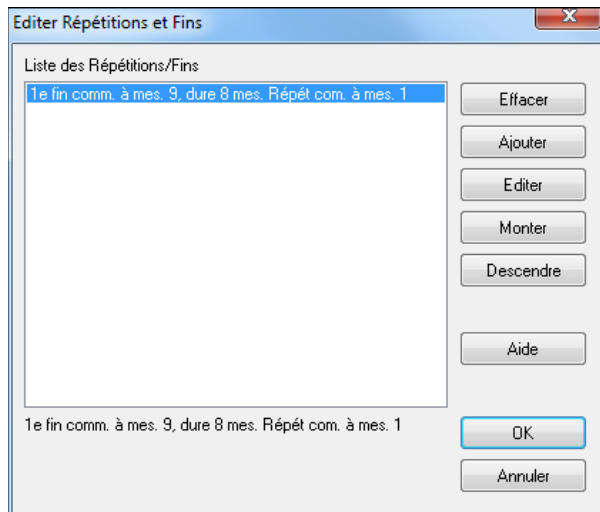 Editer Répétitions et Fins
Liste des Répétitions/Fins
1e fin comm. à mes. 9, dure 8 mes. Répét com. à mes. 1
Effacer
Ajouter
Editer
Monter
Descendre
Aide
1e fin comm. à mes. 9, dure 8 mes. Répét com. à mes. 1
OK
Annuler